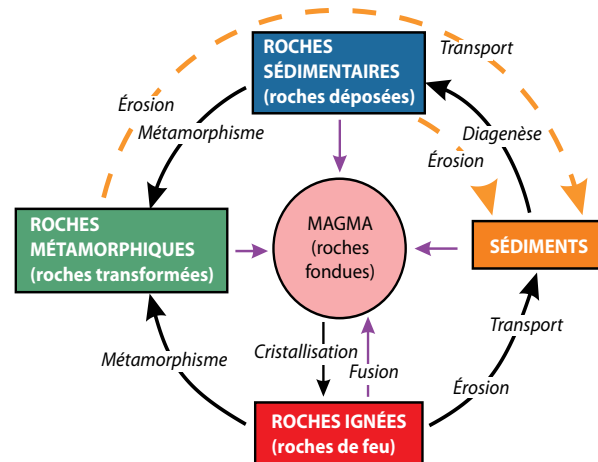 ROCHES
SÉDIMENTAIRES
(roches déposées)
Transport
Érosion
Métamorphisme
Diagenèse
Érosion
ROCHES
MÉTAMORPHIQUES
(roches transformées)
MAGMA
(roches
fondues)
SÉDIMENTS
Métamorphisme
Cristallisation
Fusion
Transport
Érosion
ROCHES IGNÉES
(roches de feu)